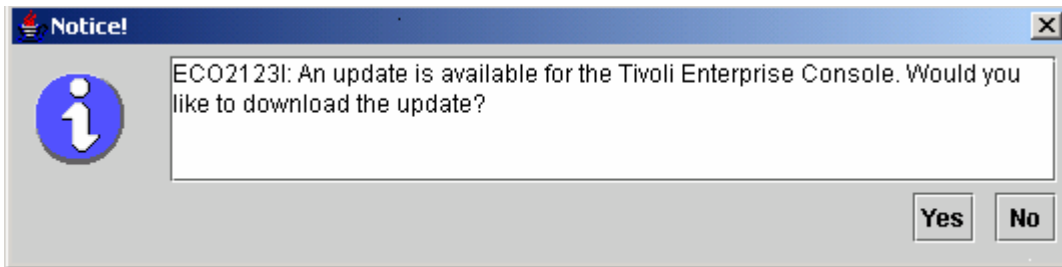 Notice!
ECO2123I: An update is available for the Tivoli Enterprise Console. Would you
like to download the update?
Yes No